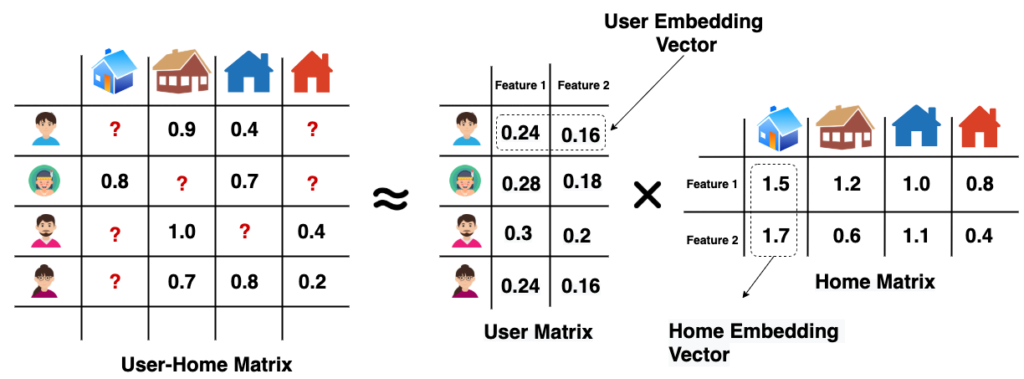 User Embedding
Vector
Feature 1 Feature 2
? 0.9 0.4 ?
0.24 0.16
0.8 ? 0.7 ?
0.28 0.18
≈
×
Feature 1 1.5 1.2 1.0 0.8
? 1.0 ? 0.4
0.3 0.2
Feature 2 1.7 0.6 1.1 0.4
? 0.7 0.8 0.2
0.24 0.16
Home Matrix
User Matrix
Home Embedding
Vector
User-Home Matrix